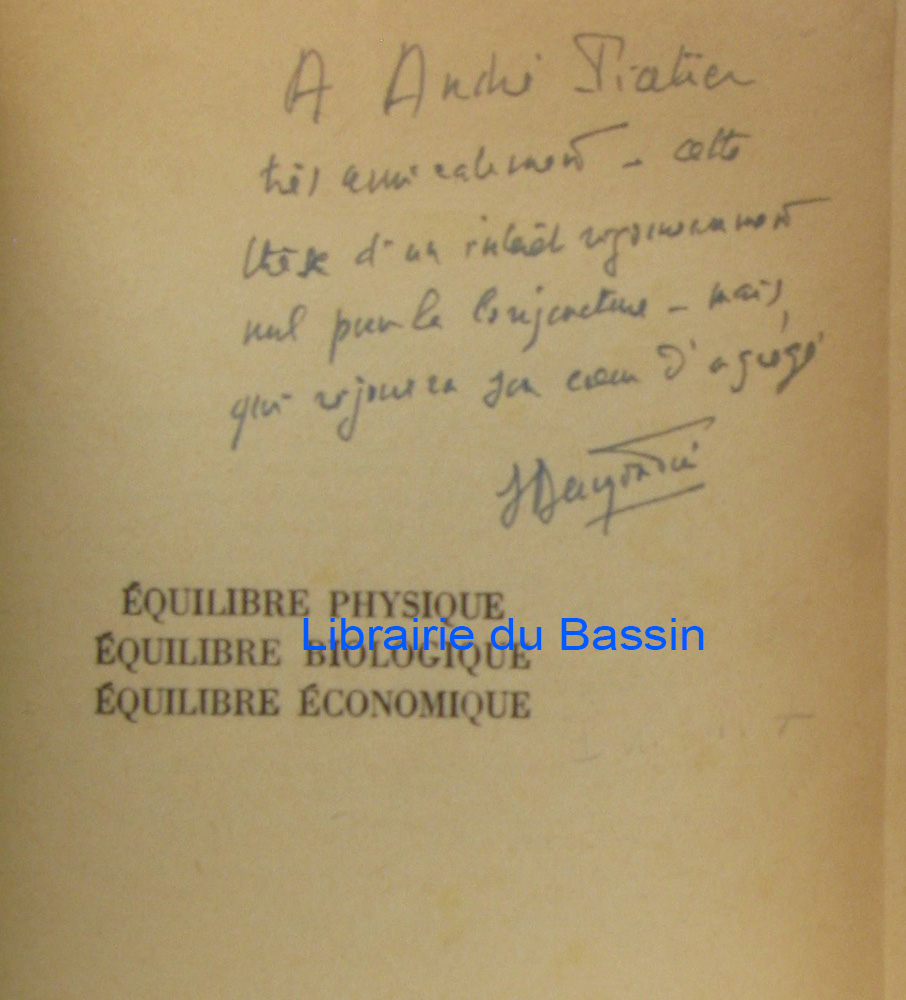 A André Piatier
très amicalement – cette
thèse d'un intérêt rigoureusement
nul pour la Conjoncture – mais
qui réjouira son cœur d'agrégé
ÉQUILIBRE PHYSIQUE
ÉQUILIBRE BIOLOGIQUE
ÉQUILIBRE ÉCONOMIQUE
Librairie du Bassin